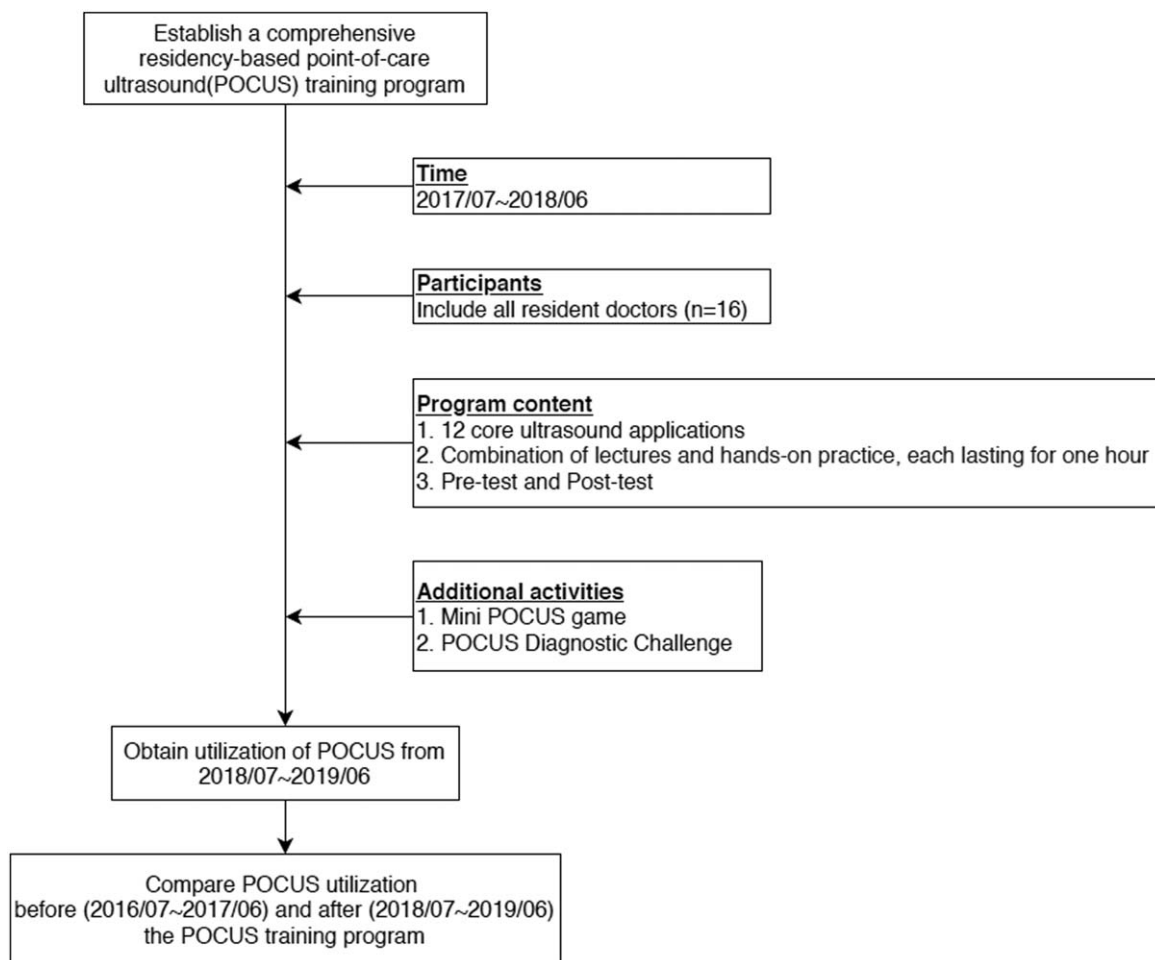 Establish a comprehensive
residency-based point-of-care
ultrasound(POCUS) training program
Time
2017/07~2018/06
Participants
Include all resident doctors (n=16)
Program content
1. 12 core ultrasound applications
2. Combination of lectures and hands-on practice, each lasting for one hour
3. Pre-test and Post-test
Additional activities
1. Mini POCUS game
2. POCUS Diagnostic Challenge
Obtain utilization of POCUS from
2018/07~2019/06
Compare POCUS utilization
before (2016/07~2017/06) and after (2018/07~2019/06)
the POCUS training program